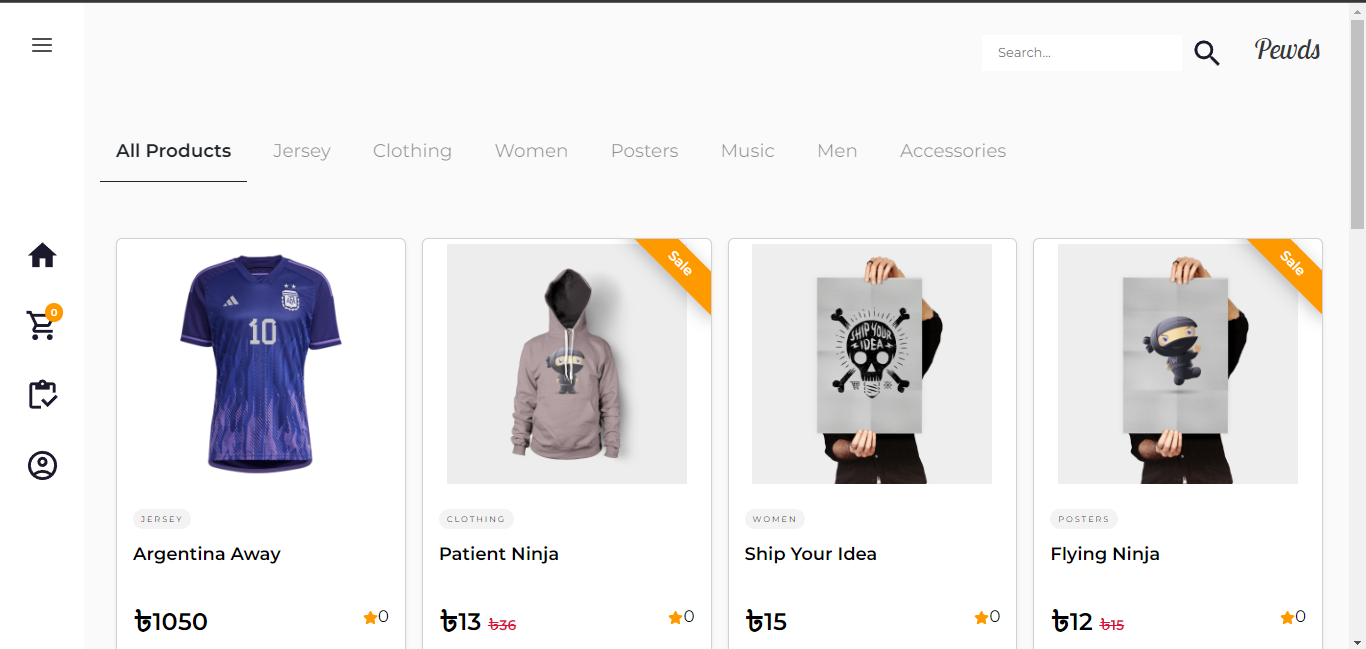 Search...
Pewds
All Products Jersey Clothing Women Posters Music Men Accessories
0
10
Sale
SHIP YOUR
IDEA
Sale
JERSEY
CLOTHING
WOMEN
POSTERS
Argentina Away
Patient Ninja
Ship Your Idea
Flying Ninja
৳1050 0
৳13 ৳36 0
৳15 0
৳12 ৳15 0